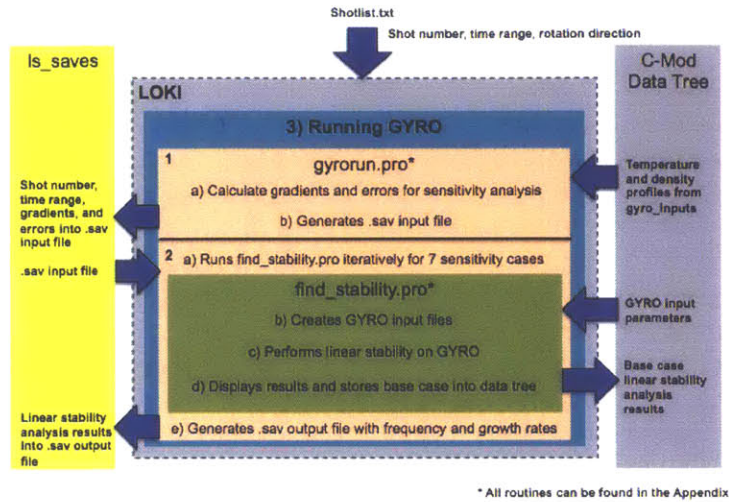 Shotlist.txt
Shot number, time range, rotation direction
ls_saves
C-Mod
Data Tree
LOKI
3) Running GYRO
1
gyrorun.pro*
a) Calculate gradients and errors for sensitivity analysis
b) Generates .sav input file
Shot number,
time range,
gradients, and
errors into .sav
input file
Temperature
and density
profiles from
gyro_inputs
.sav input file
2
a) Runs find_stability.pro iteratively for 7 sensitivity cases
find_stability.pro*
b) Creates GYRO input files
c) Performs linear stability on GYRO
d) Displays results and stores base case into data tree
GYRO input
parameters
Base case
linear stability
analysis
results
e) Generates .sav output file with frequency and growth rates
Linear stability
analysis results
into .sav output
file
* All routines can be found in the Appendix